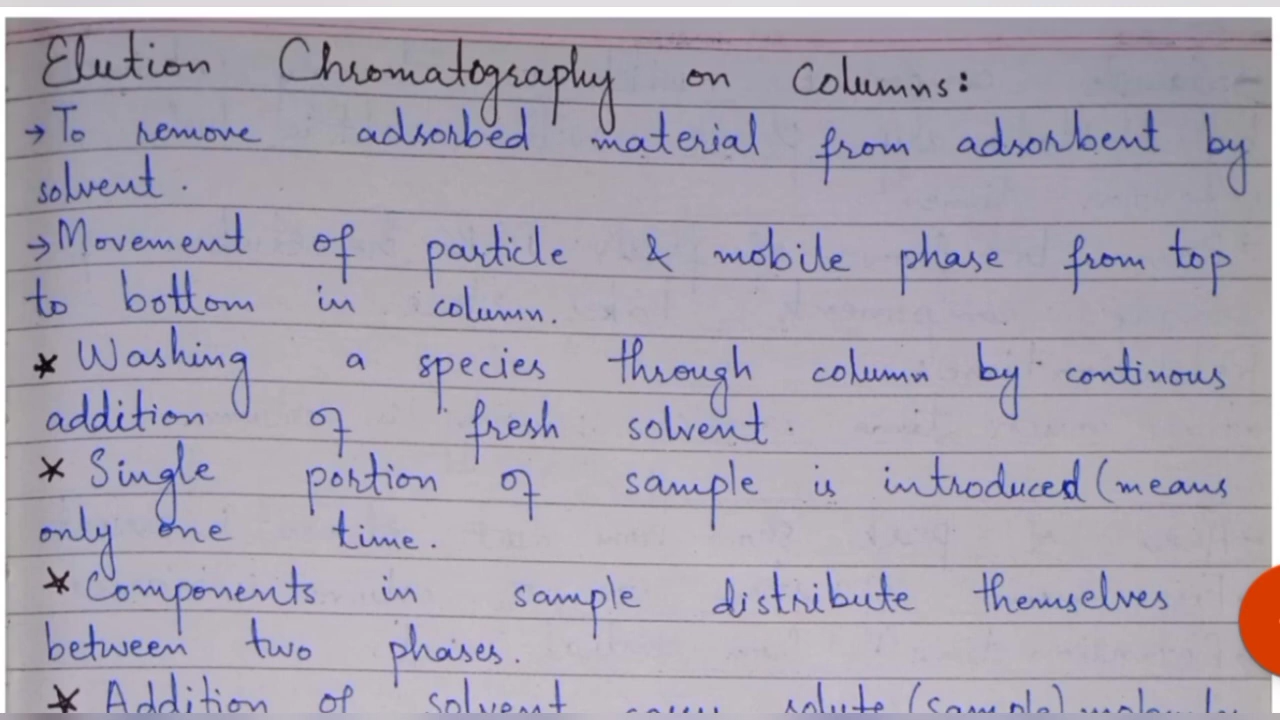 Elution Chromatography on Columns:
→ To remove adsorbed material from adsorbent by
solvent.
→ Movement of particle & mobile phase from top
to bottom in column.
* Washing a species through column by continous
addition of fresh solvent.
* Single portion of sample is introduced (means
only one time.
* Components in sample distribute themselves
between two phases.
* Addition of solvent solute (sample)